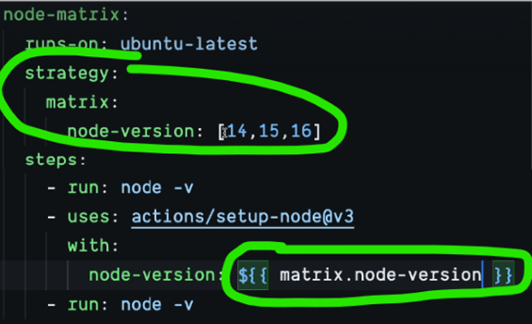 node-matrix:
runs-on: ubuntu-latest
strategy:
matrix:
node-version: [14,15,16]
steps:
- run: node -v
- uses: actions/setup-node@v3
with:
node-version: ${{ matrix.node-version }}
- run: node -v